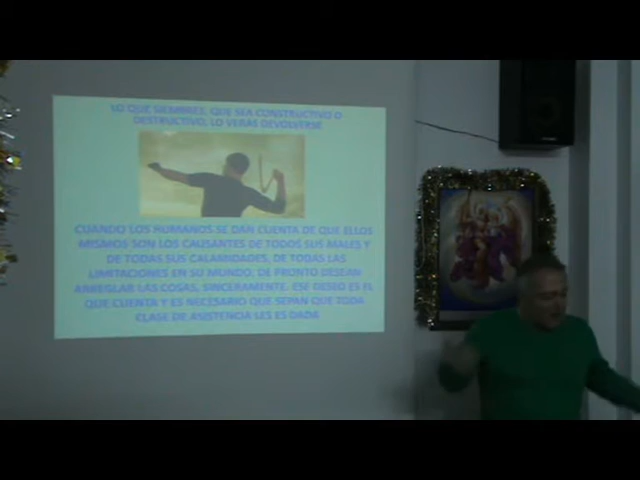 LO QUE SIEMBRES, QUE SEA CONSTRUCTIVO O
DESTRUCTIVO, LO VERAS DEVOLVERSE
CUANDO LOS HUMANOS SE DAN CUENTA DE QUE ELLOS
MISMOS SON LOS CAUSANTES DE TODOS SUS MALES Y
DE TODAS SUS CALAMIDADES, DE TODAS LAS
LIMITACIONES EN SU MUNDO, DE PRONTO DESEAN
ARREGLAR LAS COSAS, SINCERAMENTE. ESE DESEO ES EL
QUE CUENTA Y ES NECESARIO QUE SEPAN QUE TODA
CLASE DE ASISTENCIA LES ES DADA